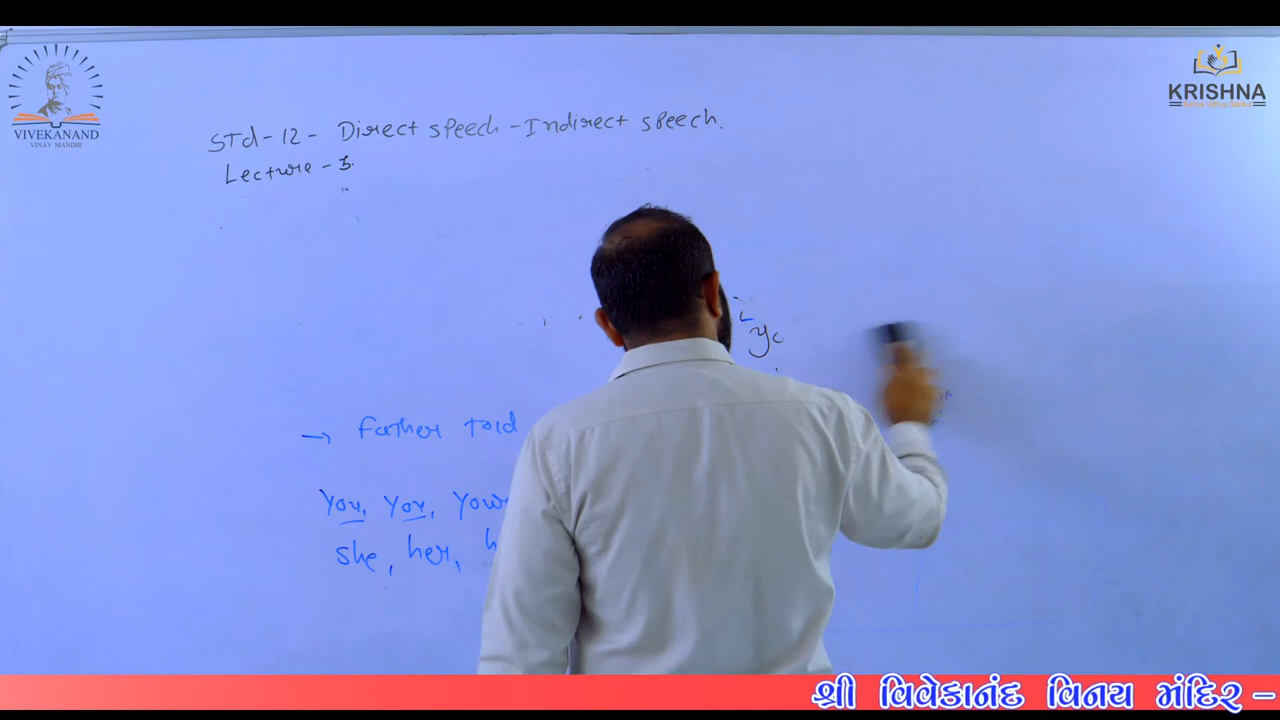 VIVEKANAND
VINAY MANDIR
KRISHNA
STd-12 - Direct speech - Indirect speech.
Lecture - 3.
→ Father told
You, You, Your
she, her, h
શ્રી વિવેકાનંદ વિનય મંદિર -